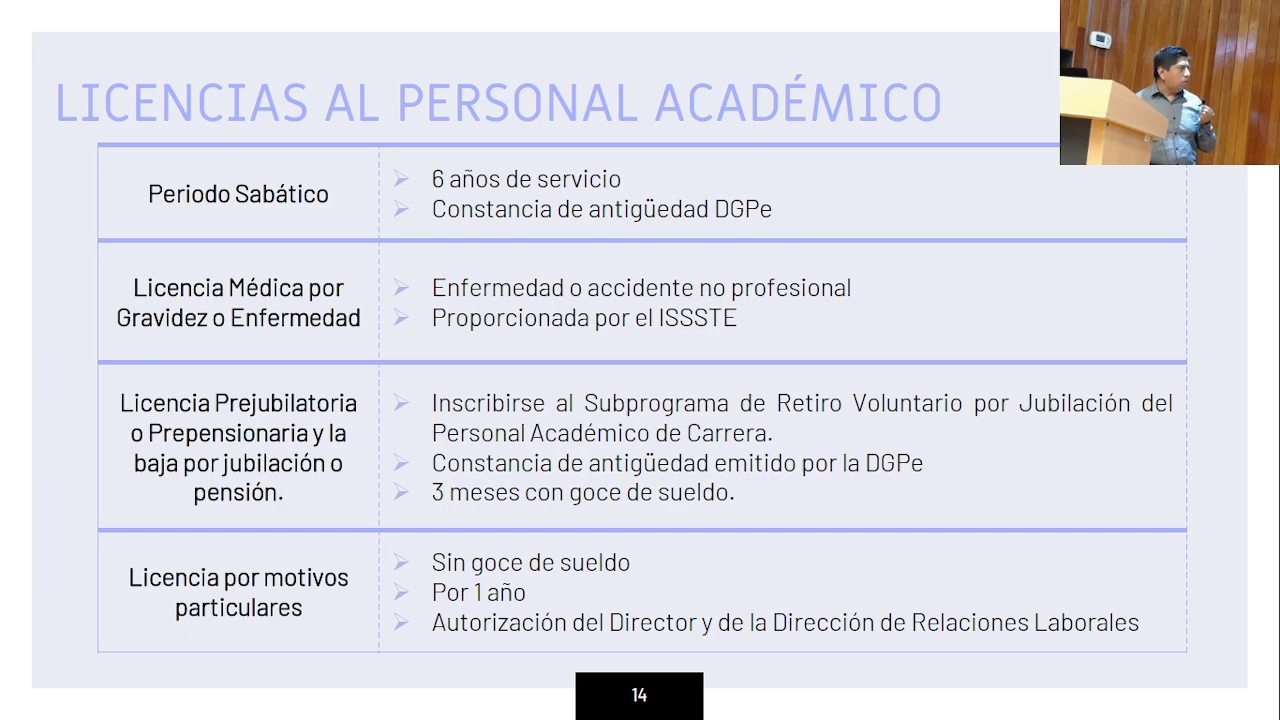 LICENCIAS AL PERSONAL ACADÉMICO
Periodo Sabático
6 años de servicio
Constancia de antigüedad DGPe
Licencia Médica por
Gravidez o Enfermedad
Enfermedad o accidente no profesional
Proporcionada por el ISSSTE
Licencia Prejubilatoria
o Prepensionaria y la
baja por jubilación o
pensión.
Inscribirse al Subprograma de Retiro Voluntario por Jubilación del
Personal Académico de Carrera.
Constancia de antigüedad emitido por la DGPe
3 meses con goce de sueldo.
Licencia por motivos
particulares
Sin goce de sueldo
Por 1 año
Autorización del Director y de la Dirección de Relaciones Laborales
14